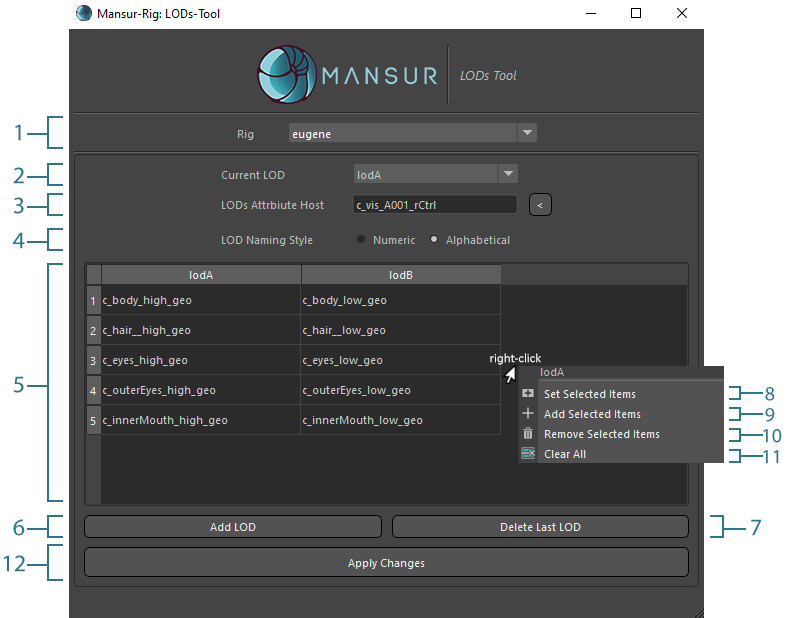 Mansur-Rig: LODs-Tool
MANSUR LODs Tool
1 Rig eugene
2 Current LOD lodA
3 LODs Attrbiute Host c_vis_A001_rCtrl <
4 LOD Naming Style Numeric Alphabetical
lodA lodB
1 c_body_high_geo c_body_low_geo
2 c_hair__high_geo c_hair__low_geo
3 c_eyes_high_geo c_eyes_low_geo
right-click
lodA
5
4 c_outerEyes_high_geo c_outerEyes_low_geo
Set Selected Items 8
Add Selected Items 9
5 c_innerMouth_high_geo c_innerMouth_low_geo
Remove Selected Items 10
Clear All 11
6 Add LOD Delete Last LOD 7
12 Apply Changes